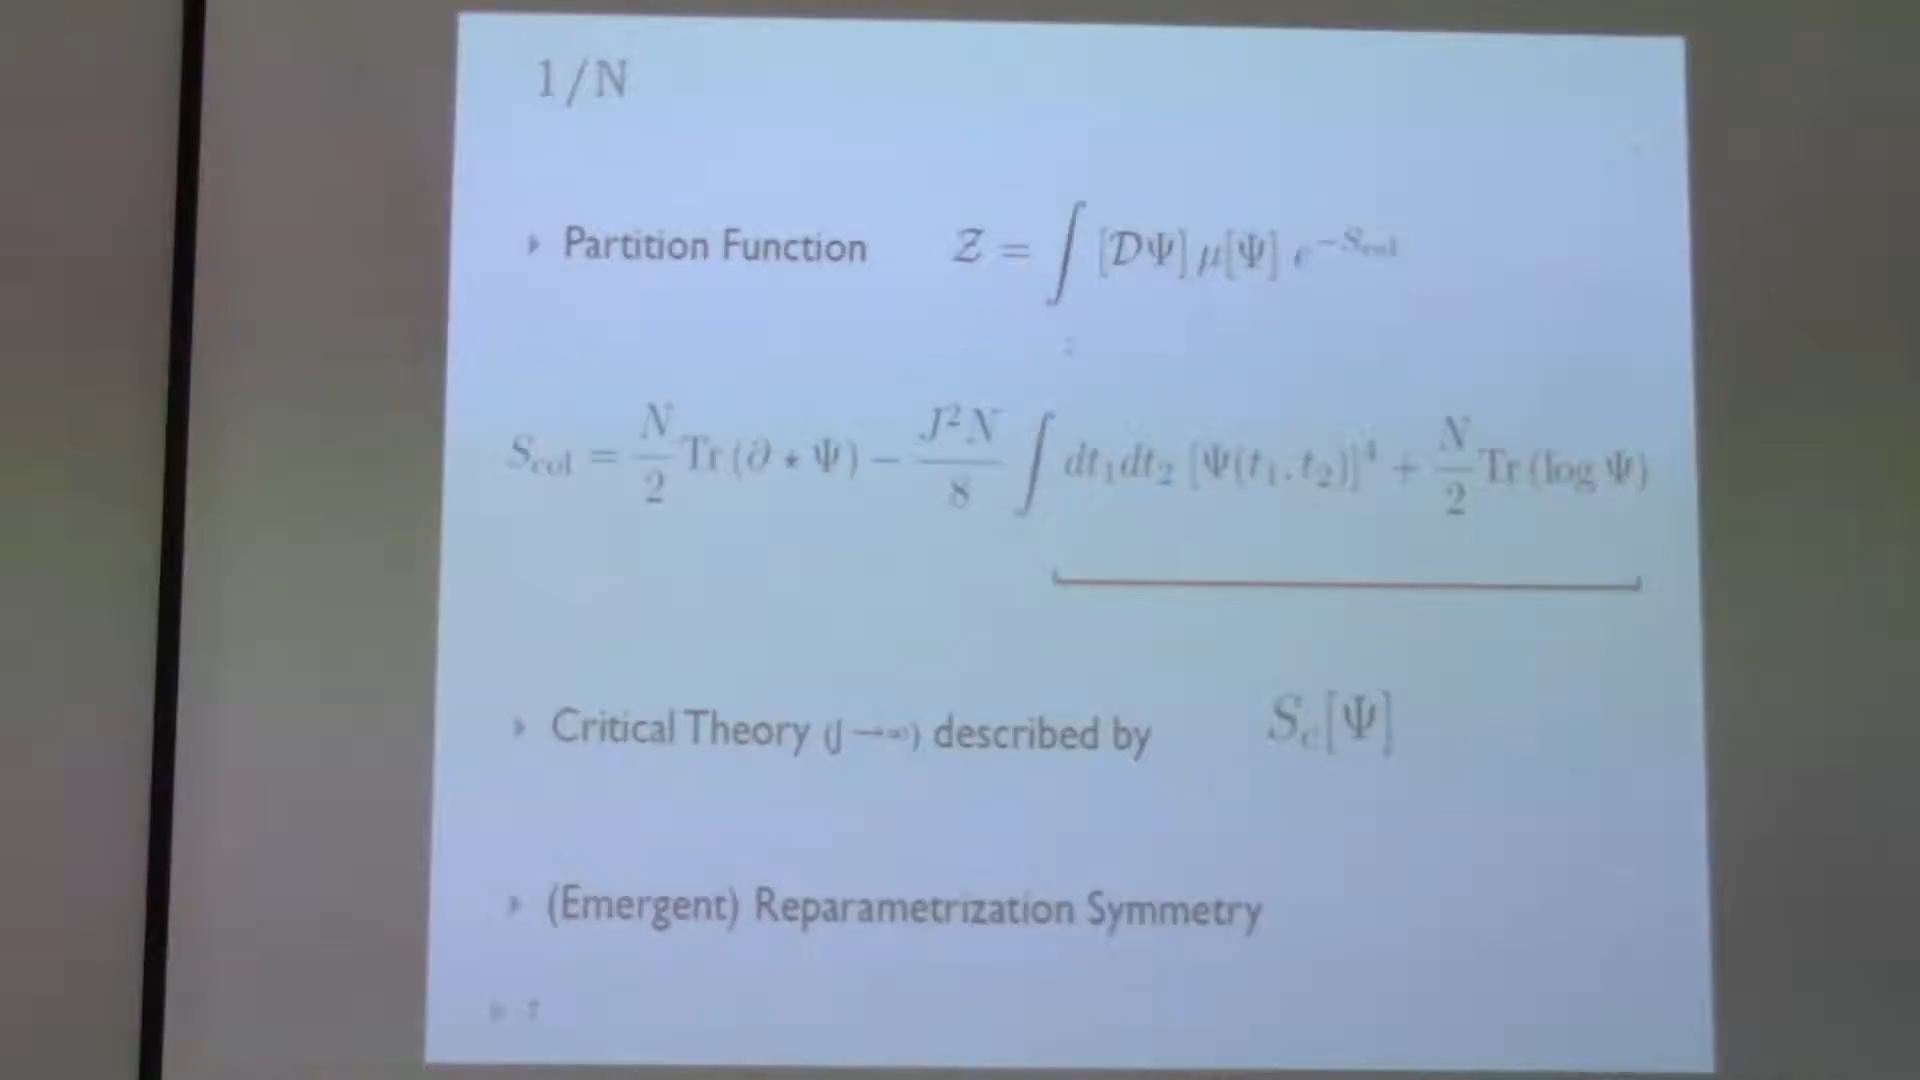 1/N
Partition Function Z = ∫ [DΨ] μ[Ψ] e^{-S_col}
S_col = N/2 Tr(∂ ⋆ Ψ) − J²N/8 ∫ dt₁dt₂ [Ψ(t₁, t₂)]⁴ + N/2 Tr(log Ψ)
Critical Theory (J →∞) described by S_c[Ψ]
(Emergent) Reparametrization Symmetry
7